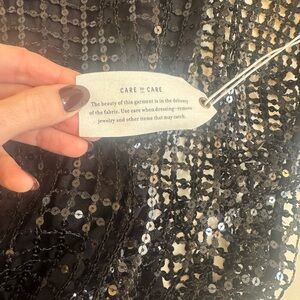 CARE to CARE
The beauty of this garment is in the delicacy
of the fabric. Use care when dressing—remove
jewelry and other items that may catch.